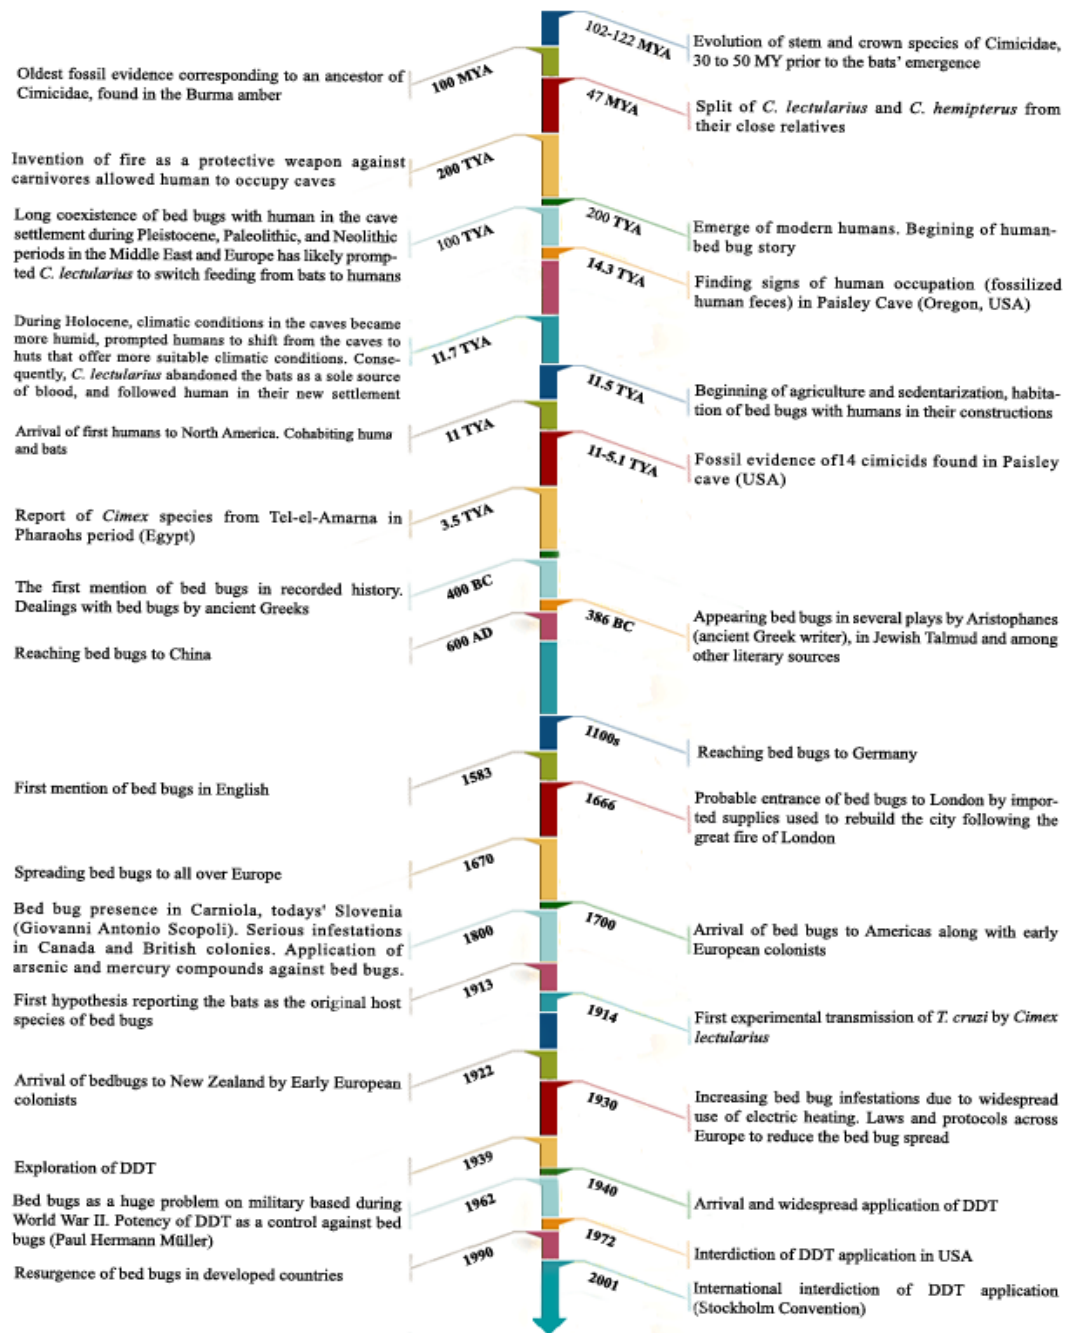 102-122 MYA
Evolution of stem and crown species of Cimicidae,
30 to 50 MY prior to the bats' emergence
Oldest fossil evidence corresponding to an ancestor of
Cimicidae, found in the Burma amber
100 MYA
47 MYA
Split of C. lectularius and C. hemipterus from
their close relatives
Invention of fire as a protective weapon against
carnivores allowed human to occupy caves
200 TYA
200 TYA
Emerge of modern humans. Begining of human-
bed bug story
Long coexistence of bed bugs with human in the cave
settlement during Pleistocene, Paleolithic, and Neolithic
periods in the Middle East and Europe has likely promp-
ted C. lectularius to switch feeding from bats to humans
100 TYA
14.3 TYA
Finding signs of human occupation (fossilized
human feces) in Paisley Cave (Oregon, USA)
During Holocene, climatic conditions in the caves became
more humid, prompted humans to shift from the caves to
huts that offer more suitable climatic conditions. Conse-
quently, C. lectularius abandoned the bats as a sole source
of blood, and followed human in their new settlement
11.7 TYA
11.5 TYA
Beginning of agriculture and sedentarization, habita-
tion of bed bugs with humans in their constructions
Arrival of first humans to North America. Cohabiting huma
and bats
11 TYA
11-5.1 TYA
Fossil evidence of14 cimicids found in Paisley
cave (USA)
Report of Cimex species from Tel-el-Amarna in
Pharaohs period (Egypt)
3.5 TYA
The first mention of bed bugs in recorded history.
Dealings with bed bugs by ancient Greeks
400 BC
386 BC
Appearing bed bugs in several plays by Aristophanes
(ancient Greek writer), in Jewish Talmud and among
other literary sources
Reaching bed bugs to China
600 AD
1100s
Reaching bed bugs to Germany
First mention of bed bugs in English
1583
1666
Probable entrance of bed bugs to London by impor-
ted supplies used to rebuild the city following the
great fire of London
Spreading bed bugs to all over Europe
1670
1700
Arrival of bed bugs to Americas along with early
European colonists
Bed bug presence in Carniola, todays' Slovenia
(Giovanni Antonio Scopoli). Serious infestations
in Canada and British colonies. Application of
arsenic and mercury compounds against bed bugs.
1800
First hypothesis reporting the bats as the original host
species of bed bugs
1913
1914
First experimental transmission of T. cruzi by Cimex
lectularius
Arrival of bedbugs to New Zealand by Early European
colonists
1922
1930
Increasing bed bug infestations due to widespread
use of electric heating. Laws and protocols across
Europe to reduce the bed bug spread
Exploration of DDT
1939
1940
Arrival and widespread application of DDT
Bed bugs as a huge problem on military based during
World War II. Potency of DDT as a control against bed
bugs (Paul Hermann Müller)
1962
1972
Interdiction of DDT application in USA
Resurgence of bed bugs in developed countries
1990
2001
International interdiction of DDT application
(Stockholm Convention)